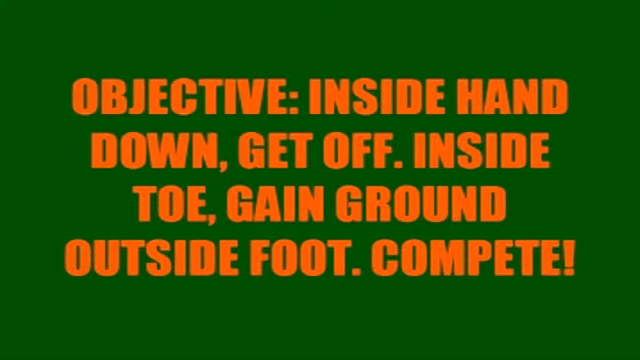 OBJECTIVE: INSIDE HAND
DOWN, GET OFF. INSIDE
TOE, GAIN GROUND
OUTSIDE FOOT. COMPETE!